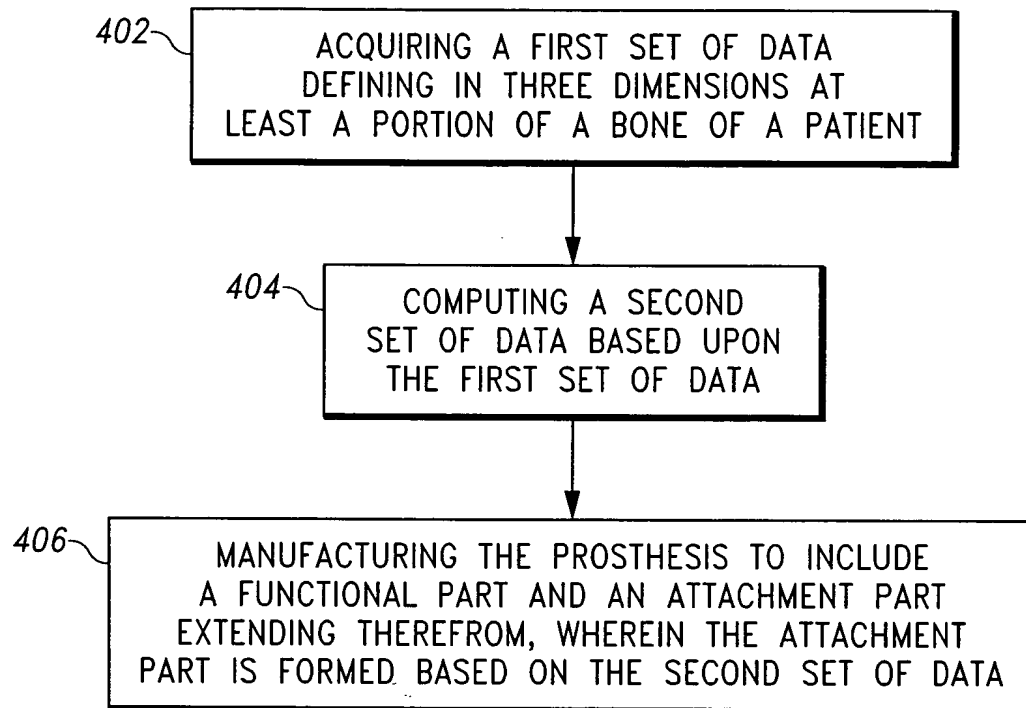 402
ACQUIRING A FIRST SET OF DATA
DEFINING IN THREE DIMENSIONS AT
LEAST A PORTION OF A BONE OF A PATIENT
404
COMPUTING A SECOND
SET OF DATA BASED UPON
THE FIRST SET OF DATA
406
MANUFACTURING THE PROSTHESIS TO INCLUDE
A FUNCTIONAL PART AND AN ATTACHMENT PART
EXTENDING THEREFROM, WHEREIN THE ATTACHMENT
PART IS FORMED BASED ON THE SECOND SET OF DATA